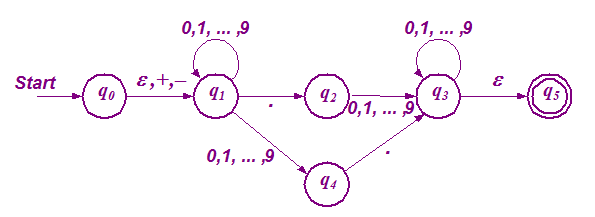 0,1, ... ,9
0,1, ... ,9
Start
q0
ε,+,−
q1
.
q2
0,1, ... ,9
q3
ε
q5
0,1, ... ,9
.
q4